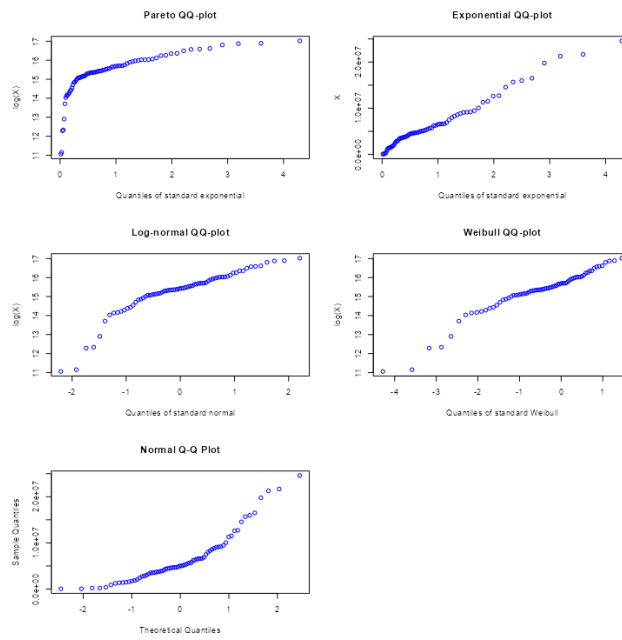 Pareto QQ-plot
log(X)
11 12 13 14 15 16 17
0 1 2 3 4
Quantiles of standard exponential
Exponential QQ-plot
X
0.0e+00 1.0e+07 2.0e+07
0 1 2 3 4
Quantiles of standard exponential
Log-normal QQ-plot
log(X)
11 12 13 14 15 16 17
-2 -1 0 1 2
Quantiles of standard normal
Weibull QQ-plot
log(X)
11 12 13 14 15 16 17
-4 -3 -2 -1 0 1
Quantiles of standard Weibull
Normal Q-Q Plot
Sample Quantiles
0.0e+00 1.0e+07 2.0e+07
-2 -1 0 1 2
Theoretical Quantiles